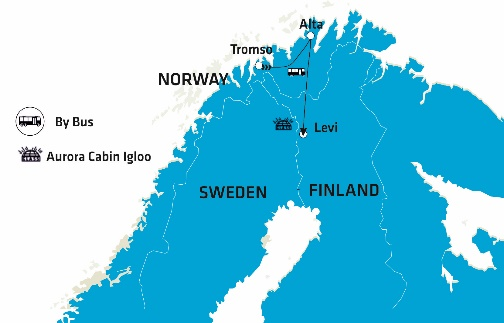 Alta
Tromso
NORWAY
By Bus
Levi
Aurora Cabin Igloo
SWEDEN
FINLAND